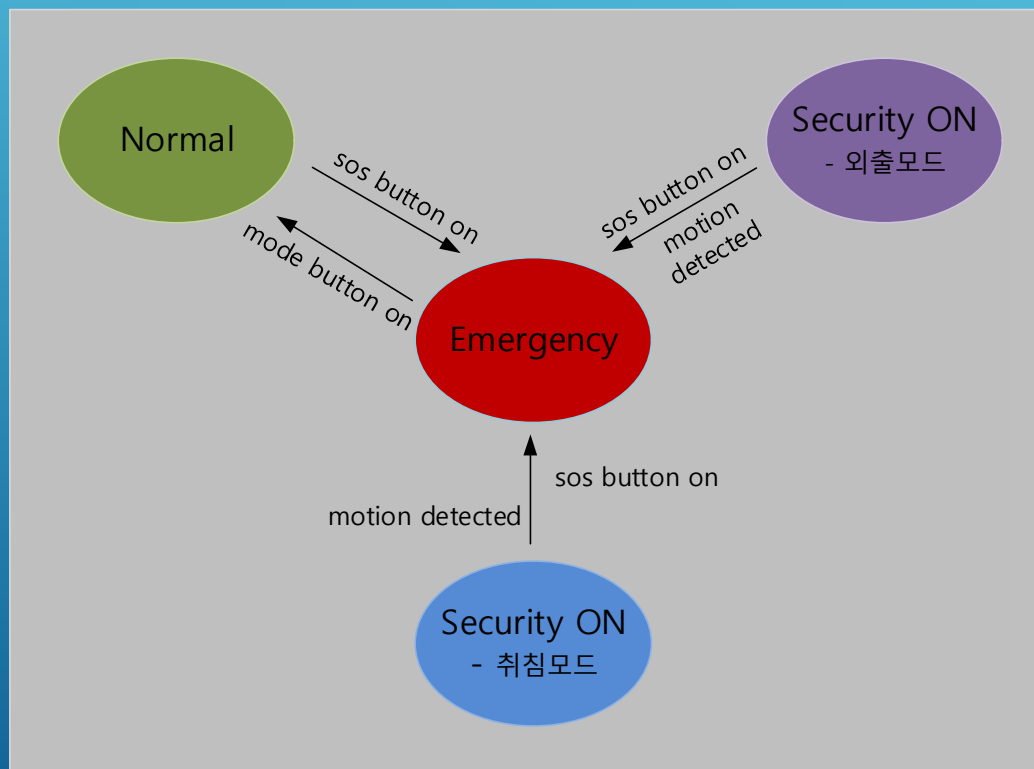 Normal
Security ON
- 외출모드
sos button on
mode button on
sos button on
motion
detected
Emergency
sos button on
motion detected
Security ON
- 취침모드